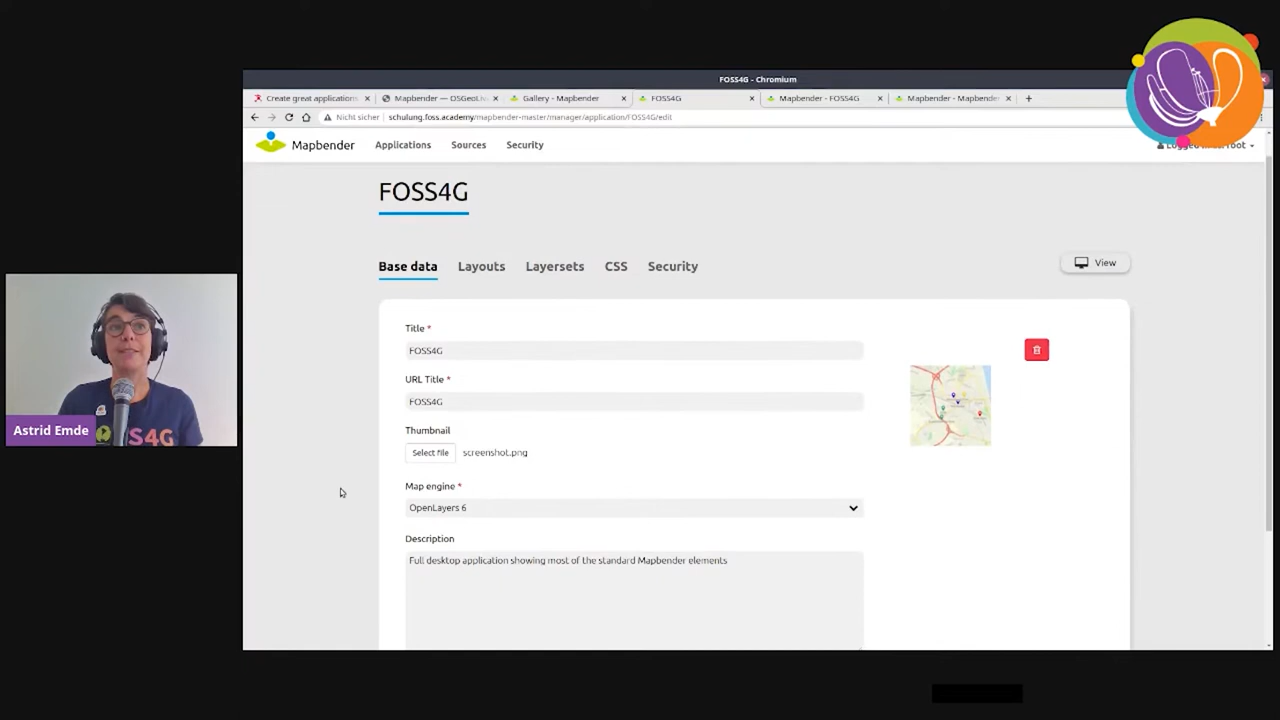 FOSS4G - Chromium
Create great applications
Mapbender — OSGeoLiv
Gallery - Mapbender
FOSS4G
Mapbender - FOSS4G
Mapbender - Mapbende
Nicht sicher
schulung.foss.academy/mapbender-master/manager/application/FOSS4G/edit
Mapbender
Applications
Sources
Security
FOSS4G
Base data
Layouts
Layersets
CSS
Security
View
Title *
FOSS4G
URL Title *
FOSS4G
Thumbnail
Select file
screenshot.png
Map engine *
OpenLayers 6
Description
Full desktop application showing most of the standard Mapbender elements
S4G
Astrid Emde